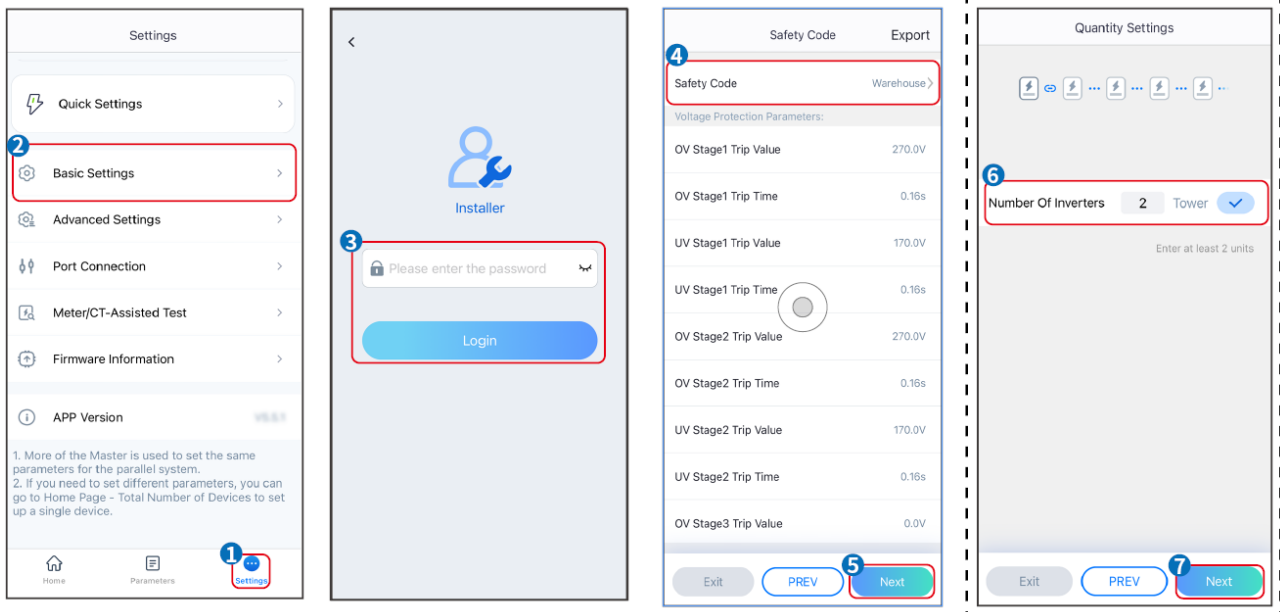 Settings
Quick Settings
2
Basic Settings
Advanced Settings
Port Connection
Meter/CT-Assisted Test
Firmware Information
APP Version
1. More of the Master is used to set the same
parameters for the parallel system.
2. If you need to set different parameters, you can
go to Home Page - Total Number of Devices to set
up a single device.
1
Home
Parameters
Settings
Installer
3
Please enter the password
Login
Safety Code Export
4
Safety Code Warehouse
Voltage Protection Parameters:
OV Stage1 Trip Value 270.0V
OV Stage1 Trip Time 0.16s
UV Stage1 Trip Value 170.0V
UV Stage1 Trip Time 0.16s
OV Stage2 Trip Value 270.0V
OV Stage2 Trip Time 0.16s
UV Stage2 Trip Value 170.0V
UV Stage2 Trip Time 0.16s
OV Stage3 Trip Value 0.0V
5
Exit PREV Next
Quantity Settings
6
Number Of Inverters 2 Tower
Enter at least 2 units
7
Exit PREV Next